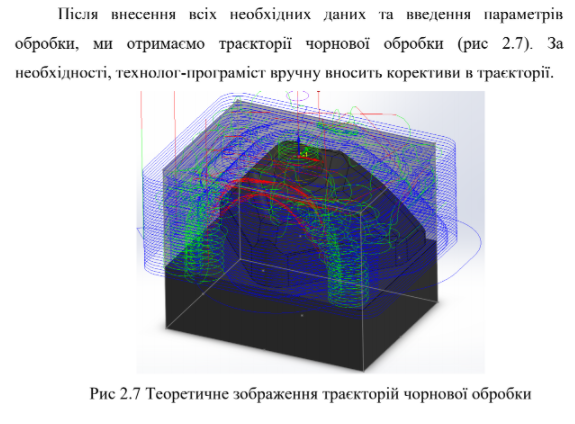 Після внесення всіх необхідних даних та введення параметрів
обробки, ми отримаємо траєкторії чорнової обробки (рис 2.7). За
необхідності, технолог-програміст вручну вносить корективи в траєкторії.
Рис 2.7 Теоретичне зображення траєкторій чорнової обробки